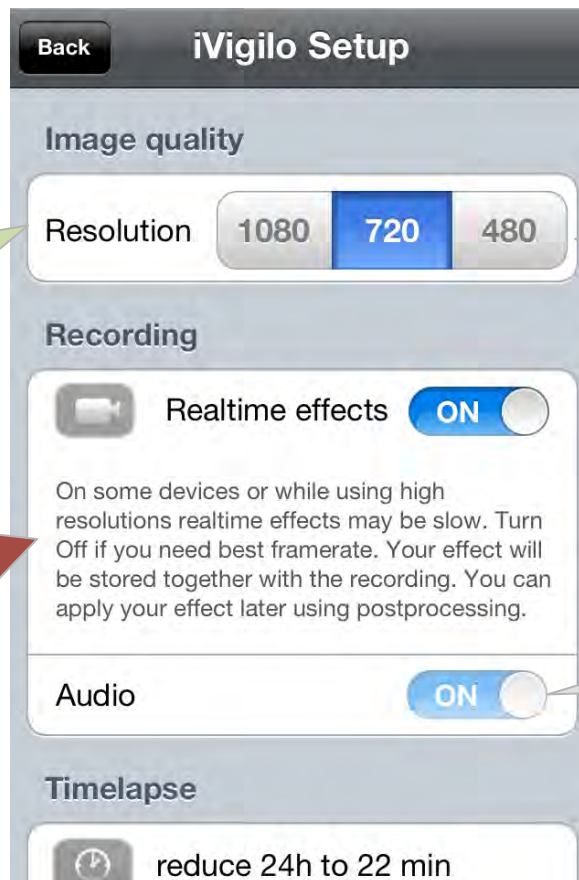 Back
iVigilo Setup
Image quality
Resolution 1080 720 480
Recording
Realtime effects ON
On some devices or while using high
resolutions realtime effects may be slow. Turn
Off if you need best framerate. Your effect will
be stored together with the recording. You can
apply your effect later using postprocessing.
Audio ON
Timelapse
reduce 24h to 22 min